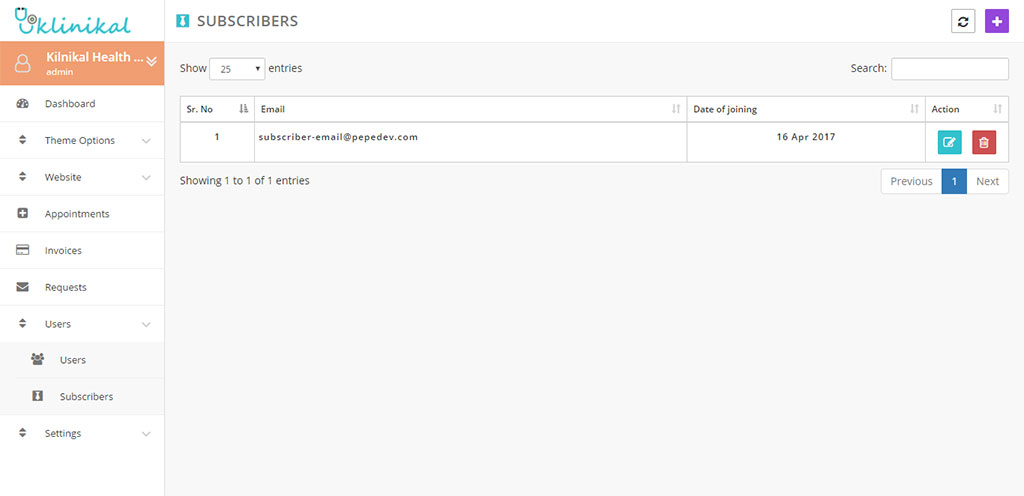 klinikal
SUBSCRIBERS
Kilnikal Health ...
admin
Dashboard
Theme Options
Website
Appointments
Invoices
Requests
Users
Users
Subscribers
Settings
Show 25 entries
Search:
Sr. No Email Date of joining Action
1 subscriber-email@pepedev.com 16 Apr 2017
Showing 1 to 1 of 1 entries
Previous 1 Next